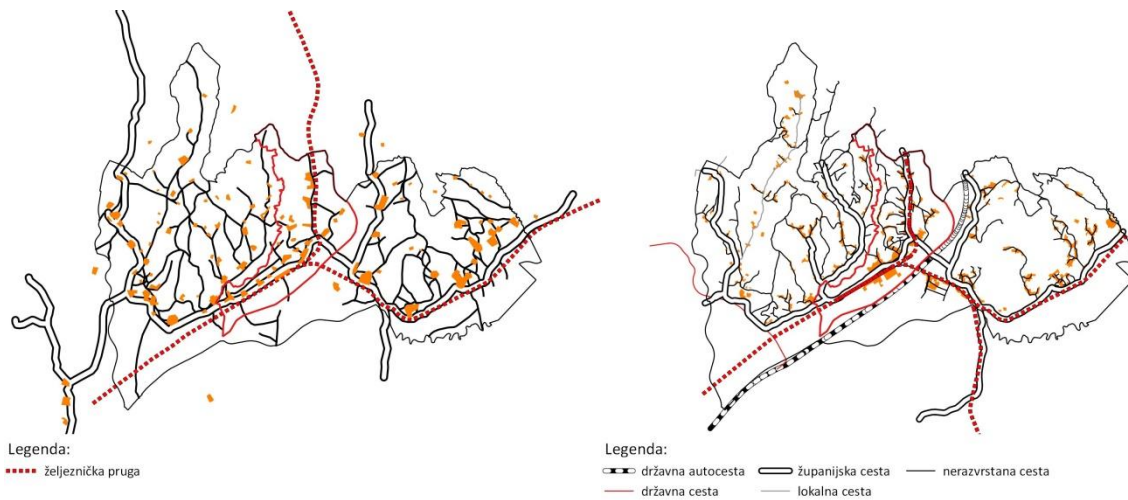 Legenda:
željeznička pruga
Legenda:
državna autocesta
županijska cesta
nerazvrstana cesta
državna cesta
lokalna cesta